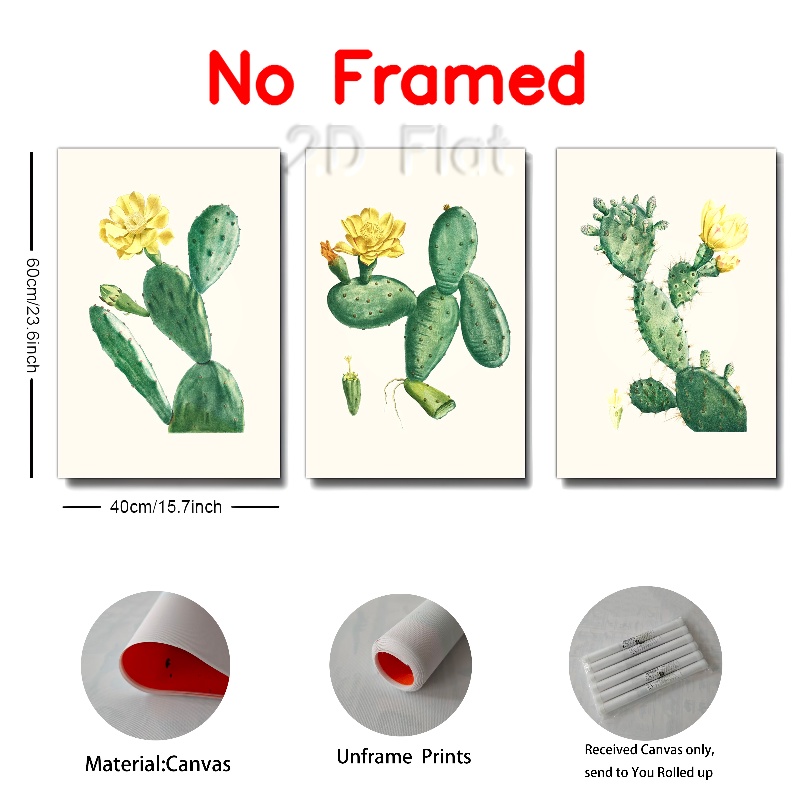 No Framed
2D Flat
60cm/23.6inch
40cm/15.7inch
Material:Canvas
Unframe Prints
Received Canvas only,
send to You Rolled up